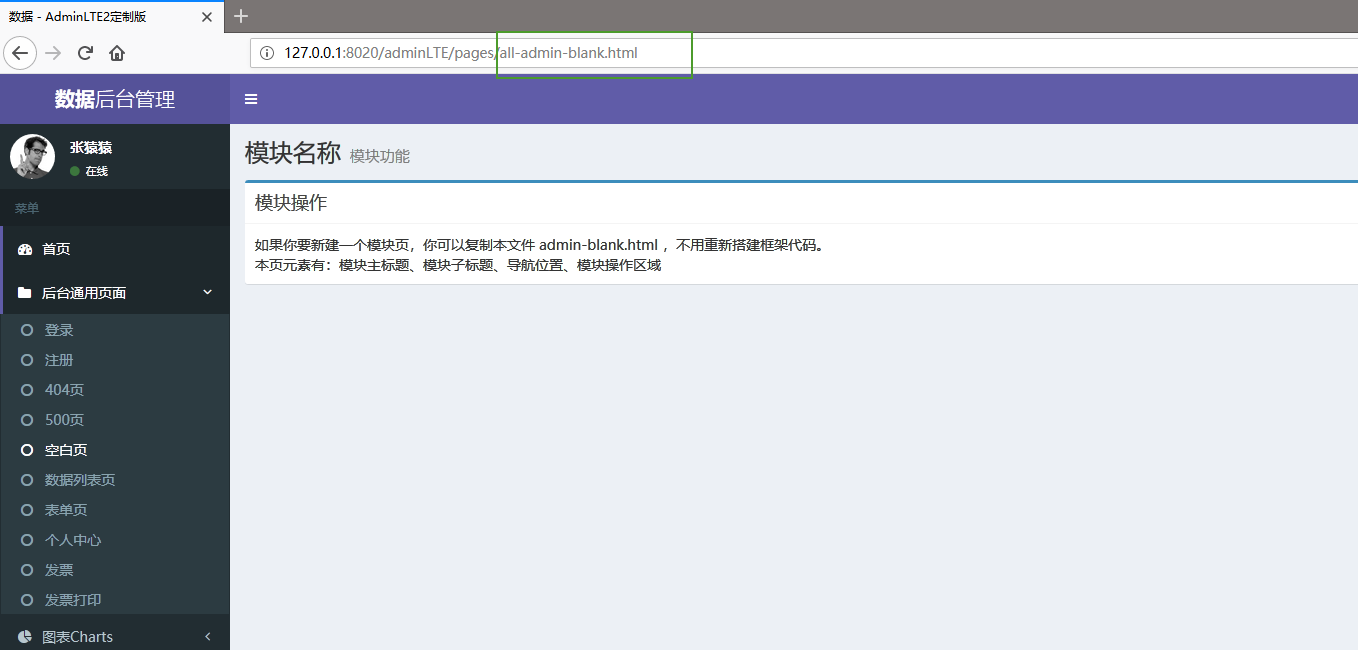 数据 - AdminLTE2定制版
127.0.0.1:8020/adminLTE/pages/all-admin-blank.html
数据后台管理
张猿猿
在线
菜单
首页
后台通用页面
登录
注册
404页
500页
空白页
数据列表页
表单页
个人中心
发票
发票打印
图表Charts
模块名称 模块功能
模块操作
如果你要新建一个模块页，你可以复制本文件 admin-blank.html ，不用重新搭建框架代码。
本页元素有：模块主标题、模块子标题、导航位置、模块操作区域